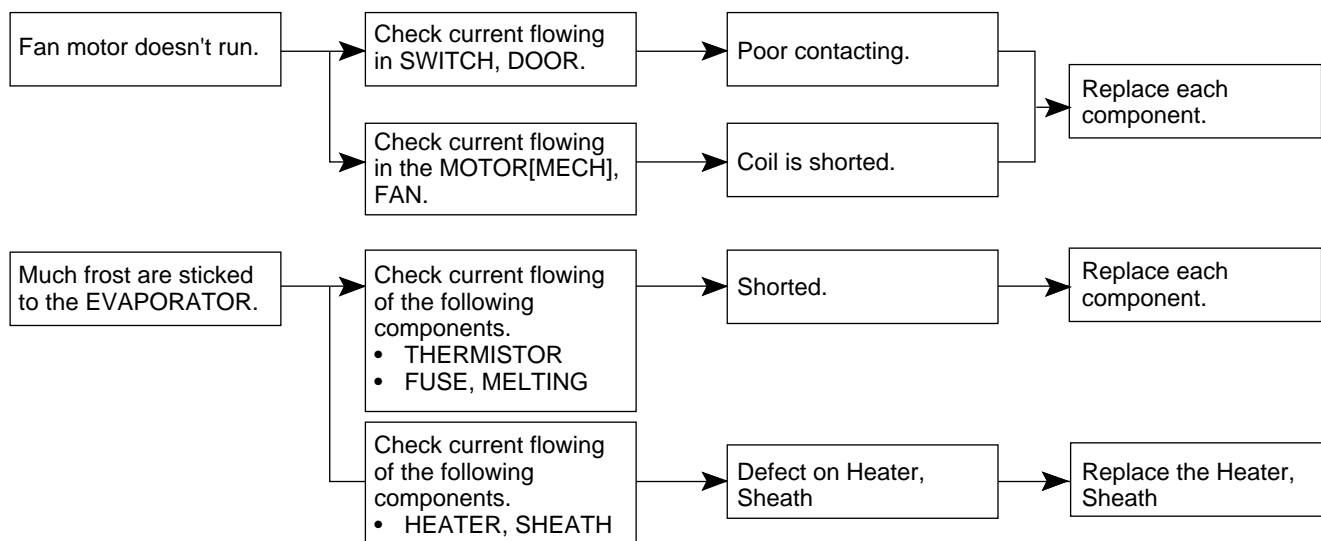 Fan motor doesn't run.
Check current flowing
in SWITCH, DOOR.
Poor contacting.
Check current flowing
in the MOTOR[MECH],
FAN.
Coil is shorted.
Replace each
component.
Much frost are sticked
to the EVAPORATOR.
Check current flowing
of the following
components.
• THERMISTOR
• FUSE, MELTING
Shorted.
Replace each
component.
Check current flowing
of the following
components.
• HEATER, SHEATH
Defect on Heater,
Sheath
Replace the Heater,
Sheath